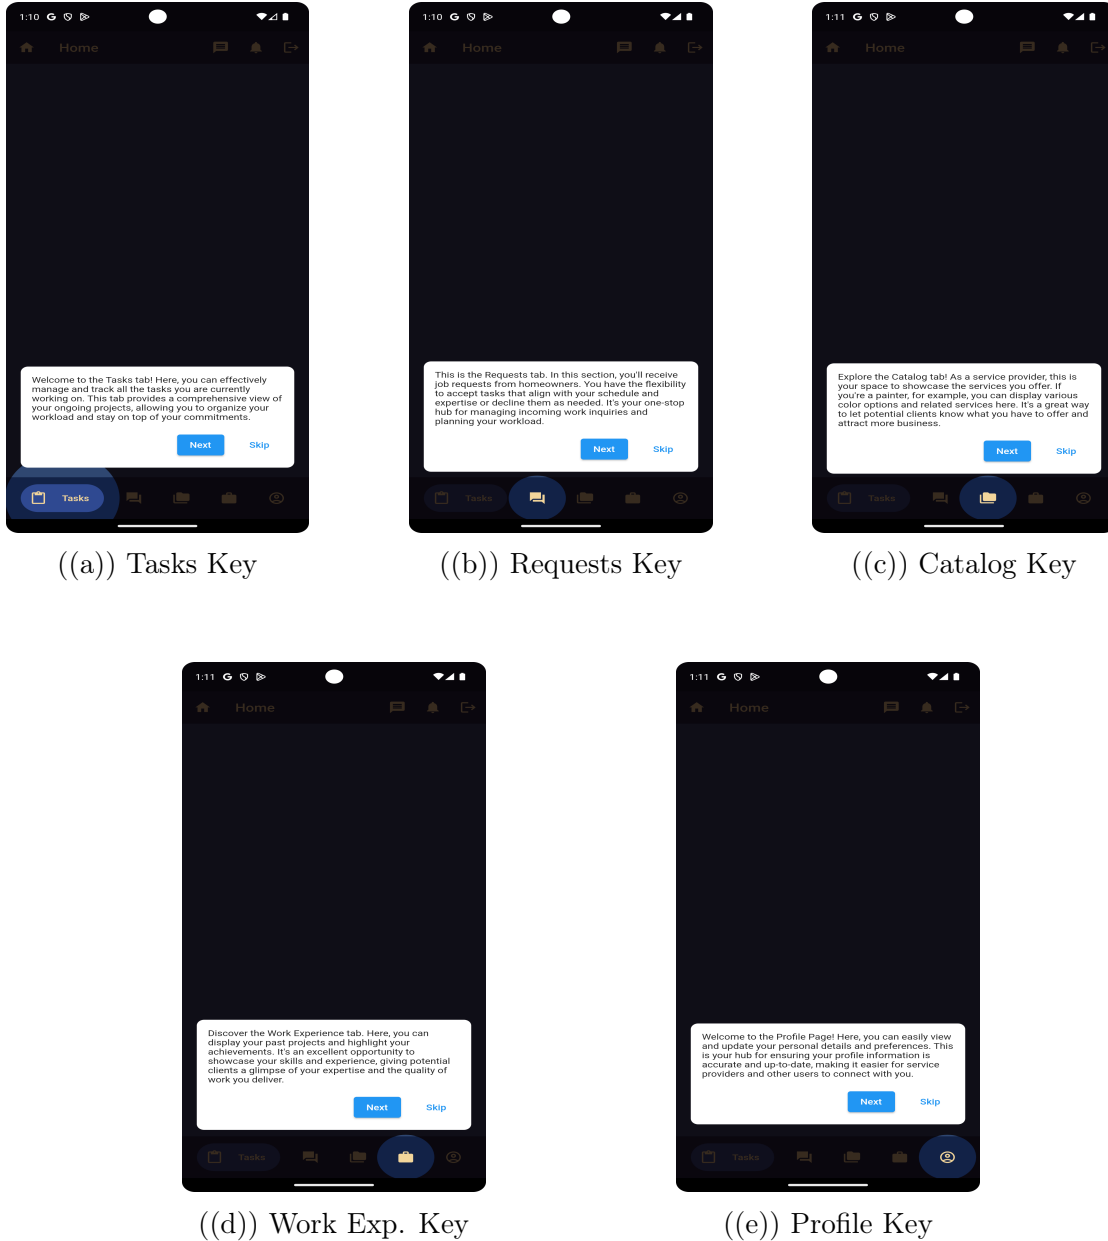 1:10
Home
Welcome to the Tasks tab! Here, you can effectively
manage and track all the tasks you are currently
working on. This tab provides a comprehensive view of
your ongoing projects, allowing you to organize your
workload and stay on top of your commitments.
Next Skip
Tasks
((a)) Tasks Key
1:10
Home
This is the Requests tab. In this section, you'll receive
job requests from homeowners. You have the flexibility
to accept tasks that align with your schedule and
expertise or decline them as needed. It's your one-stop
hub for managing incoming work inquiries and
planning your workload.
Next Skip
Tasks
((b)) Requests Key
1:11
Home
Explore the Catalog tab! As a service provider, this is
your space to showcase the services you offer. If
you're a painter, for example, you can display various
color options and related services here. It's a great way
to let potential clients know what you have to offer and
attract more business.
Next Skip
Tasks
((c)) Catalog Key
1:11
Home
Discover the Work Experience tab. Here, you can
display your past projects and highlight your
achievements. It's an excellent opportunity to
showcase your skills and experience, giving potential
clients a glimpse of your expertise and the quality of
work you deliver.
Next Skip
Tasks
((d)) Work Exp. Key
1:11
Home
Welcome to the Profile Page! Here, you can easily view
and update your personal details and preferences. This
is your hub for ensuring your profile information is
accurate and up-to-date, making it easier for service
providers and other users to connect with you.
Next Skip
Tasks
((e)) Profile Key